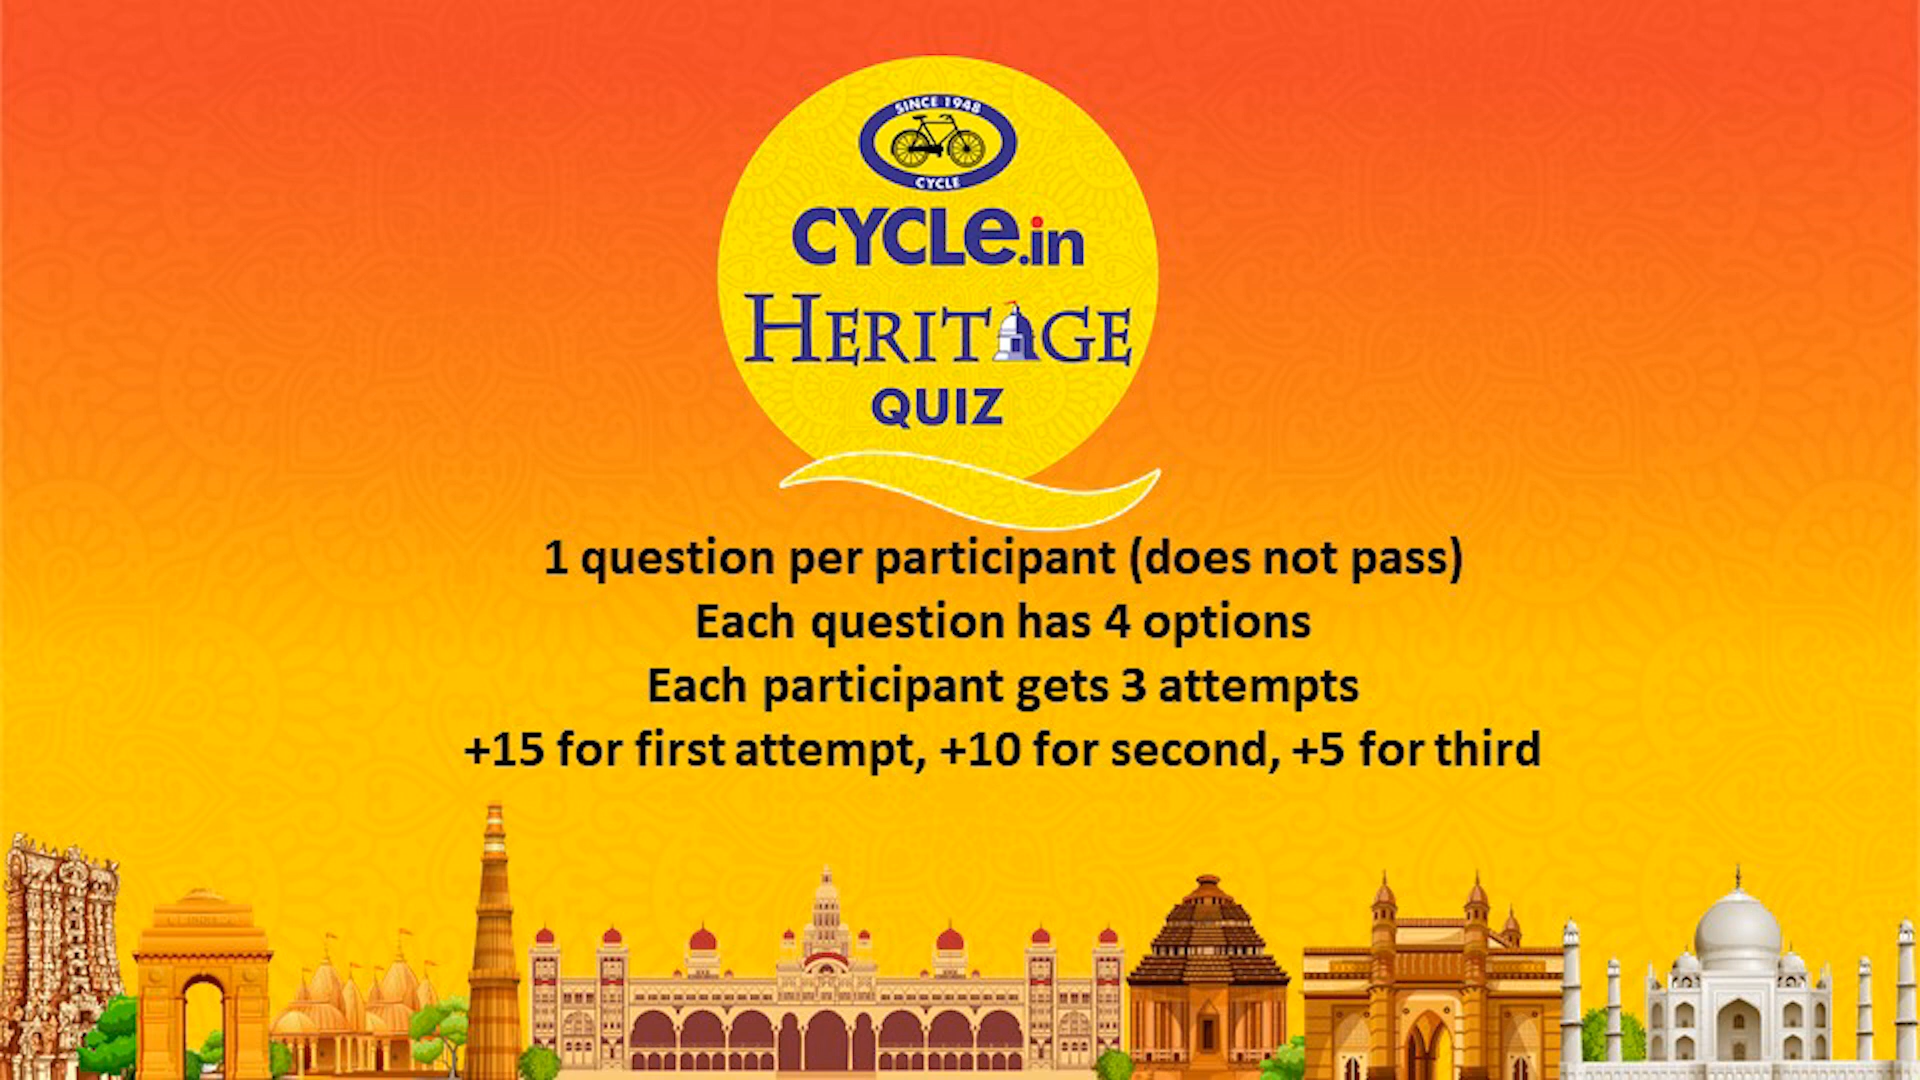 SINCE 1948
CYCLE
CYCLe.in
HERITAGE
QUIZ
1 question per participant (does not pass)
Each question has 4 options
Each participant gets 3 attempts
+15 for first attempt, +10 for second, +5 for third